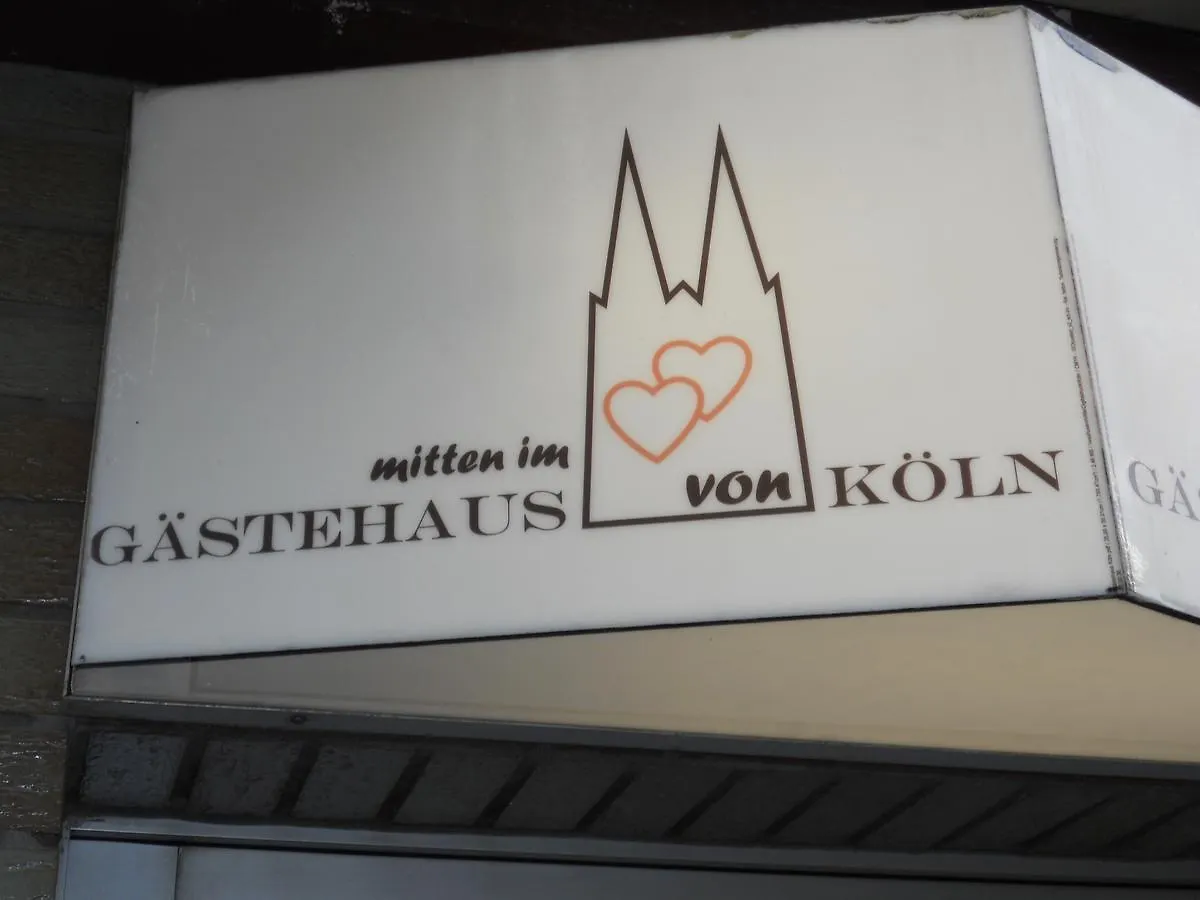 mitten im
GÄSTEHAUS von KÖLN
GÄ